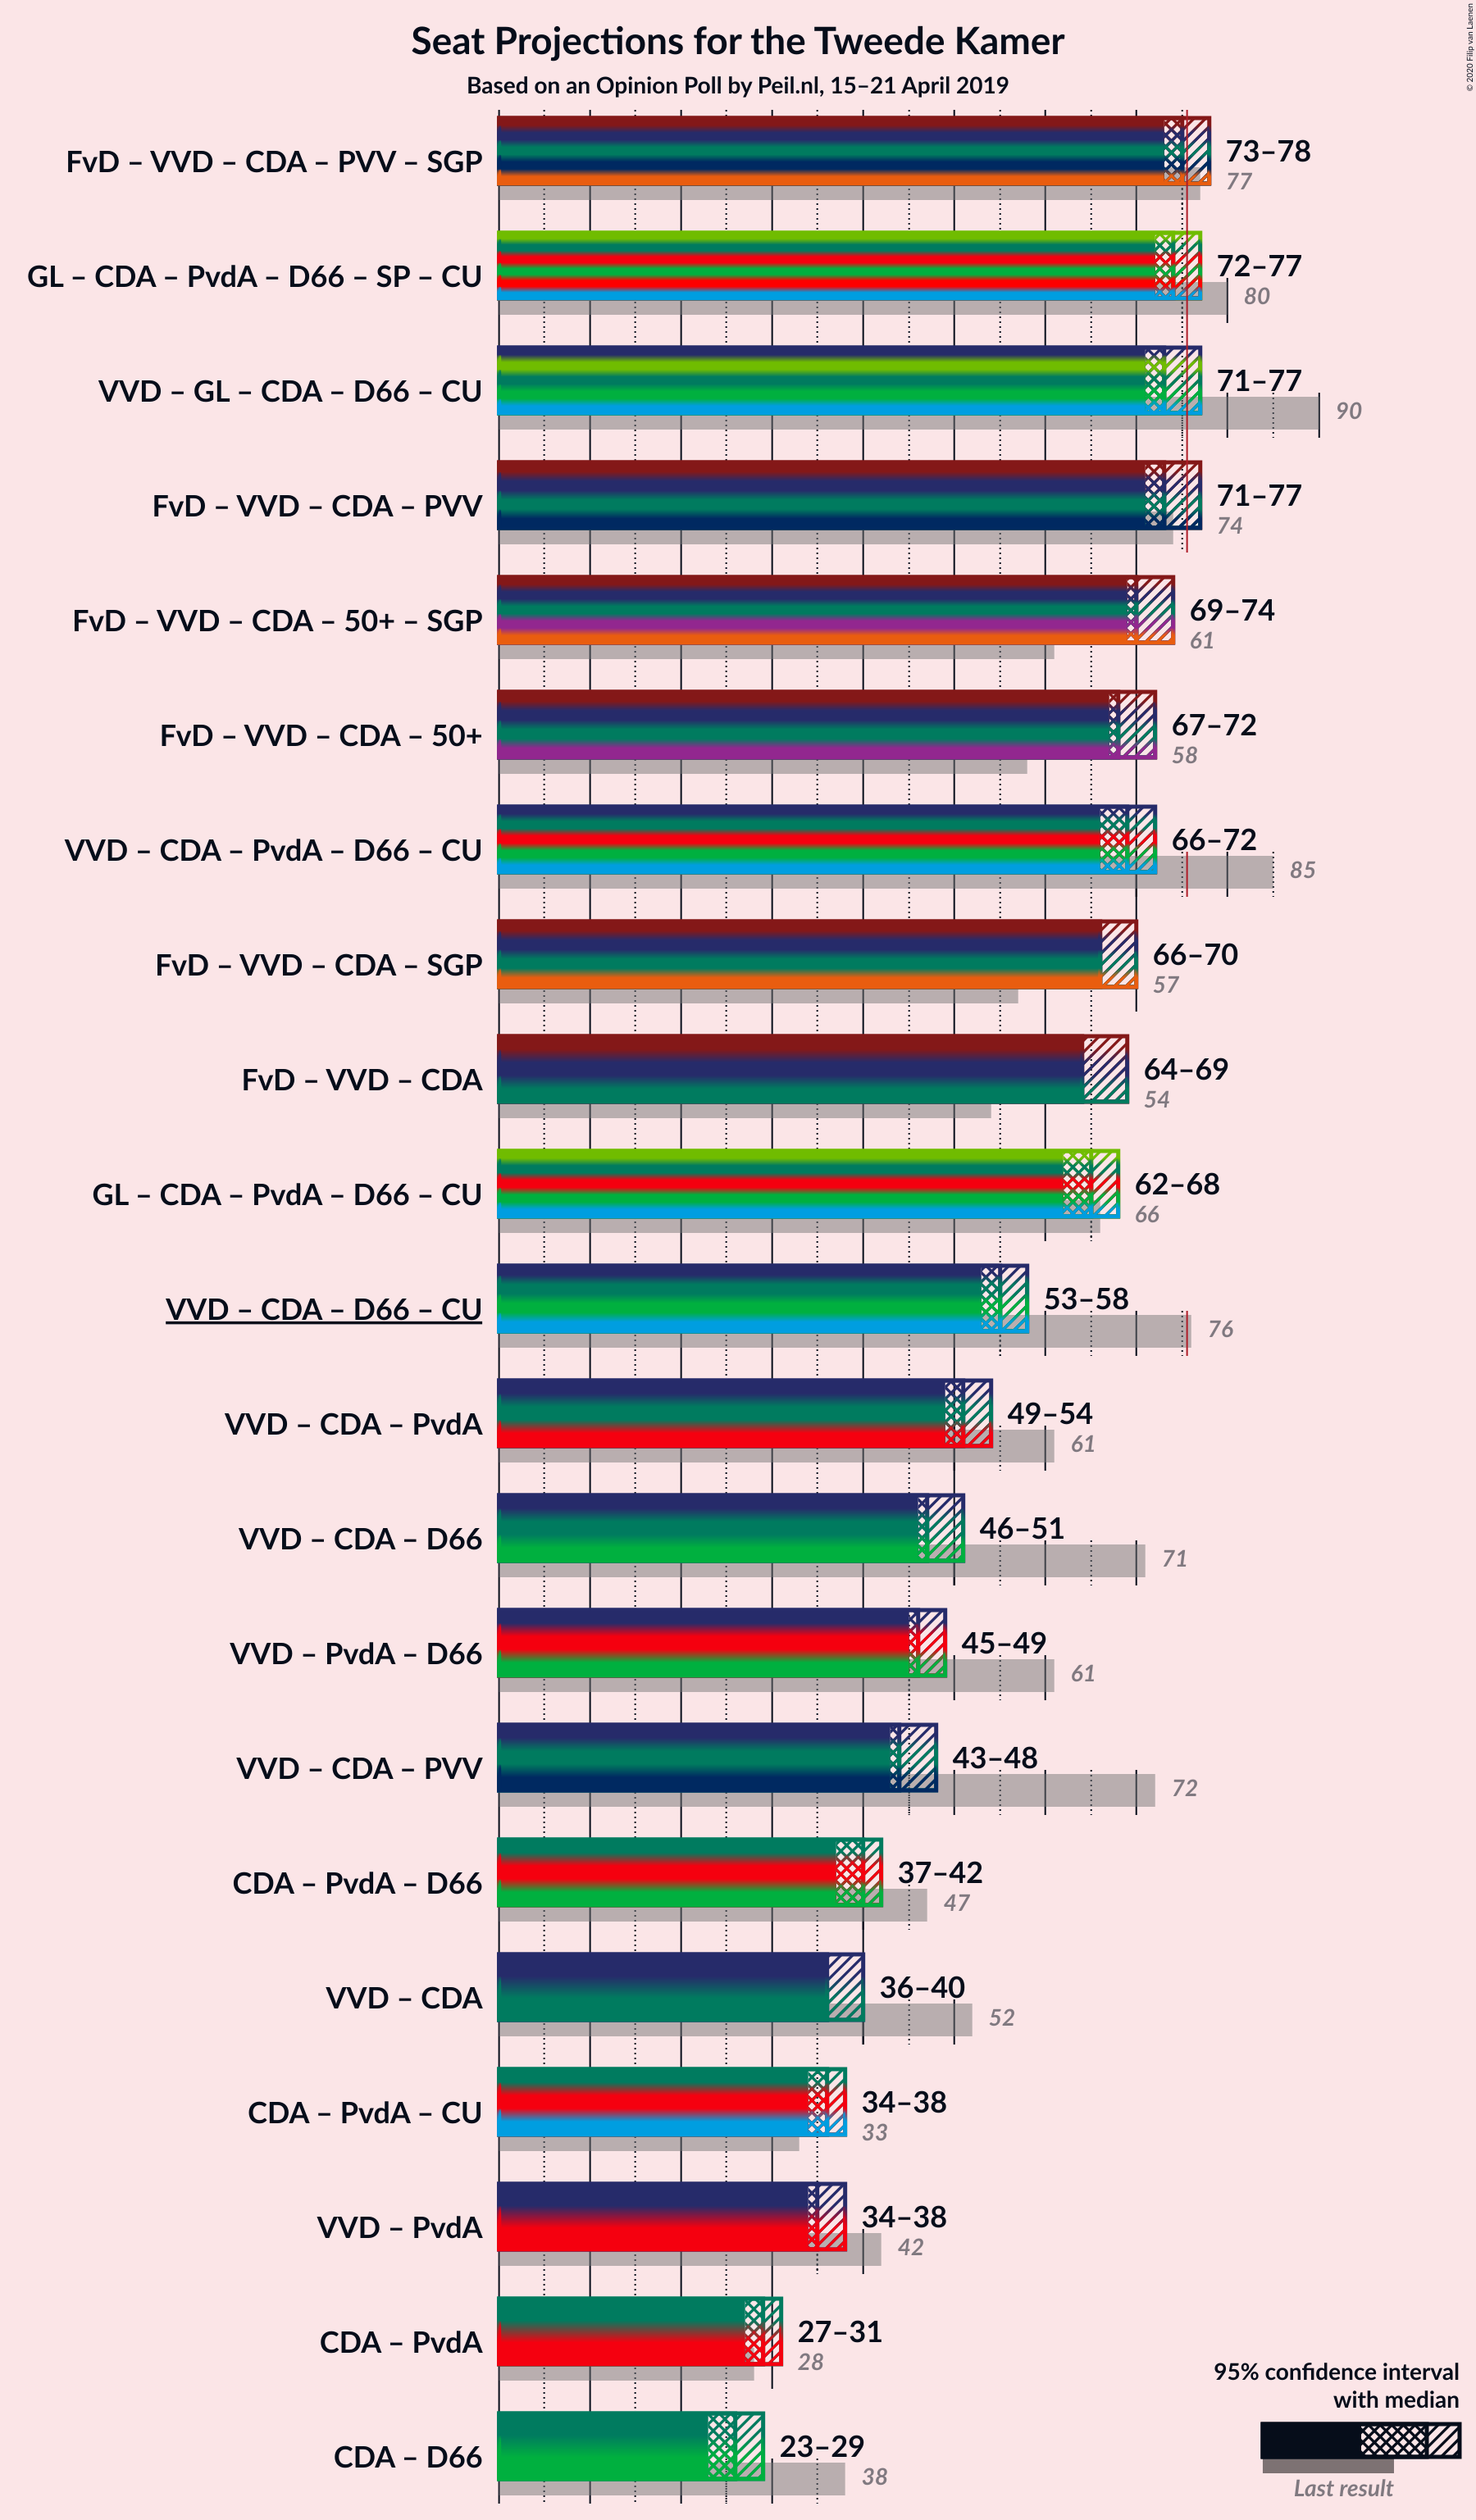 © 2020 Filip van Laenen
Seat Projections for the Tweede Kamer
Based on an Opinion Poll by Peil.nl, 15–21 April 2019
FvD – VVD – CDA – PVV – SGP
73–78
77
GL – CDA – PvdA – D66 – SP – CU
72–77
80
VVD – GL – CDA – D66 – CU
71–77
90
FvD – VVD – CDA – PVV
71–77
74
FvD – VVD – CDA – 50+ – SGP
69–74
61
FvD – VVD – CDA – 50+
67–72
58
VVD – CDA – PvdA – D66 – CU
66–72
85
FvD – VVD – CDA – SGP
66–70
57
FvD – VVD – CDA
64–69
54
GL – CDA – PvdA – D66 – CU
62–68
66
VVD – CDA – D66 – CU
53–58
76
VVD – CDA – PvdA
49–54
61
VVD – CDA – D66
46–51
71
VVD – PvdA – D66
45–49
61
VVD – CDA – PVV
43–48
72
CDA – PvdA – D66
37–42
47
VVD – CDA
36–40
52
CDA – PvdA – CU
34–38
33
VVD – PvdA
34–38
42
CDA – PvdA
27–31
28
CDA – D66
23–29
38
95% confidence interval
with median
Last result